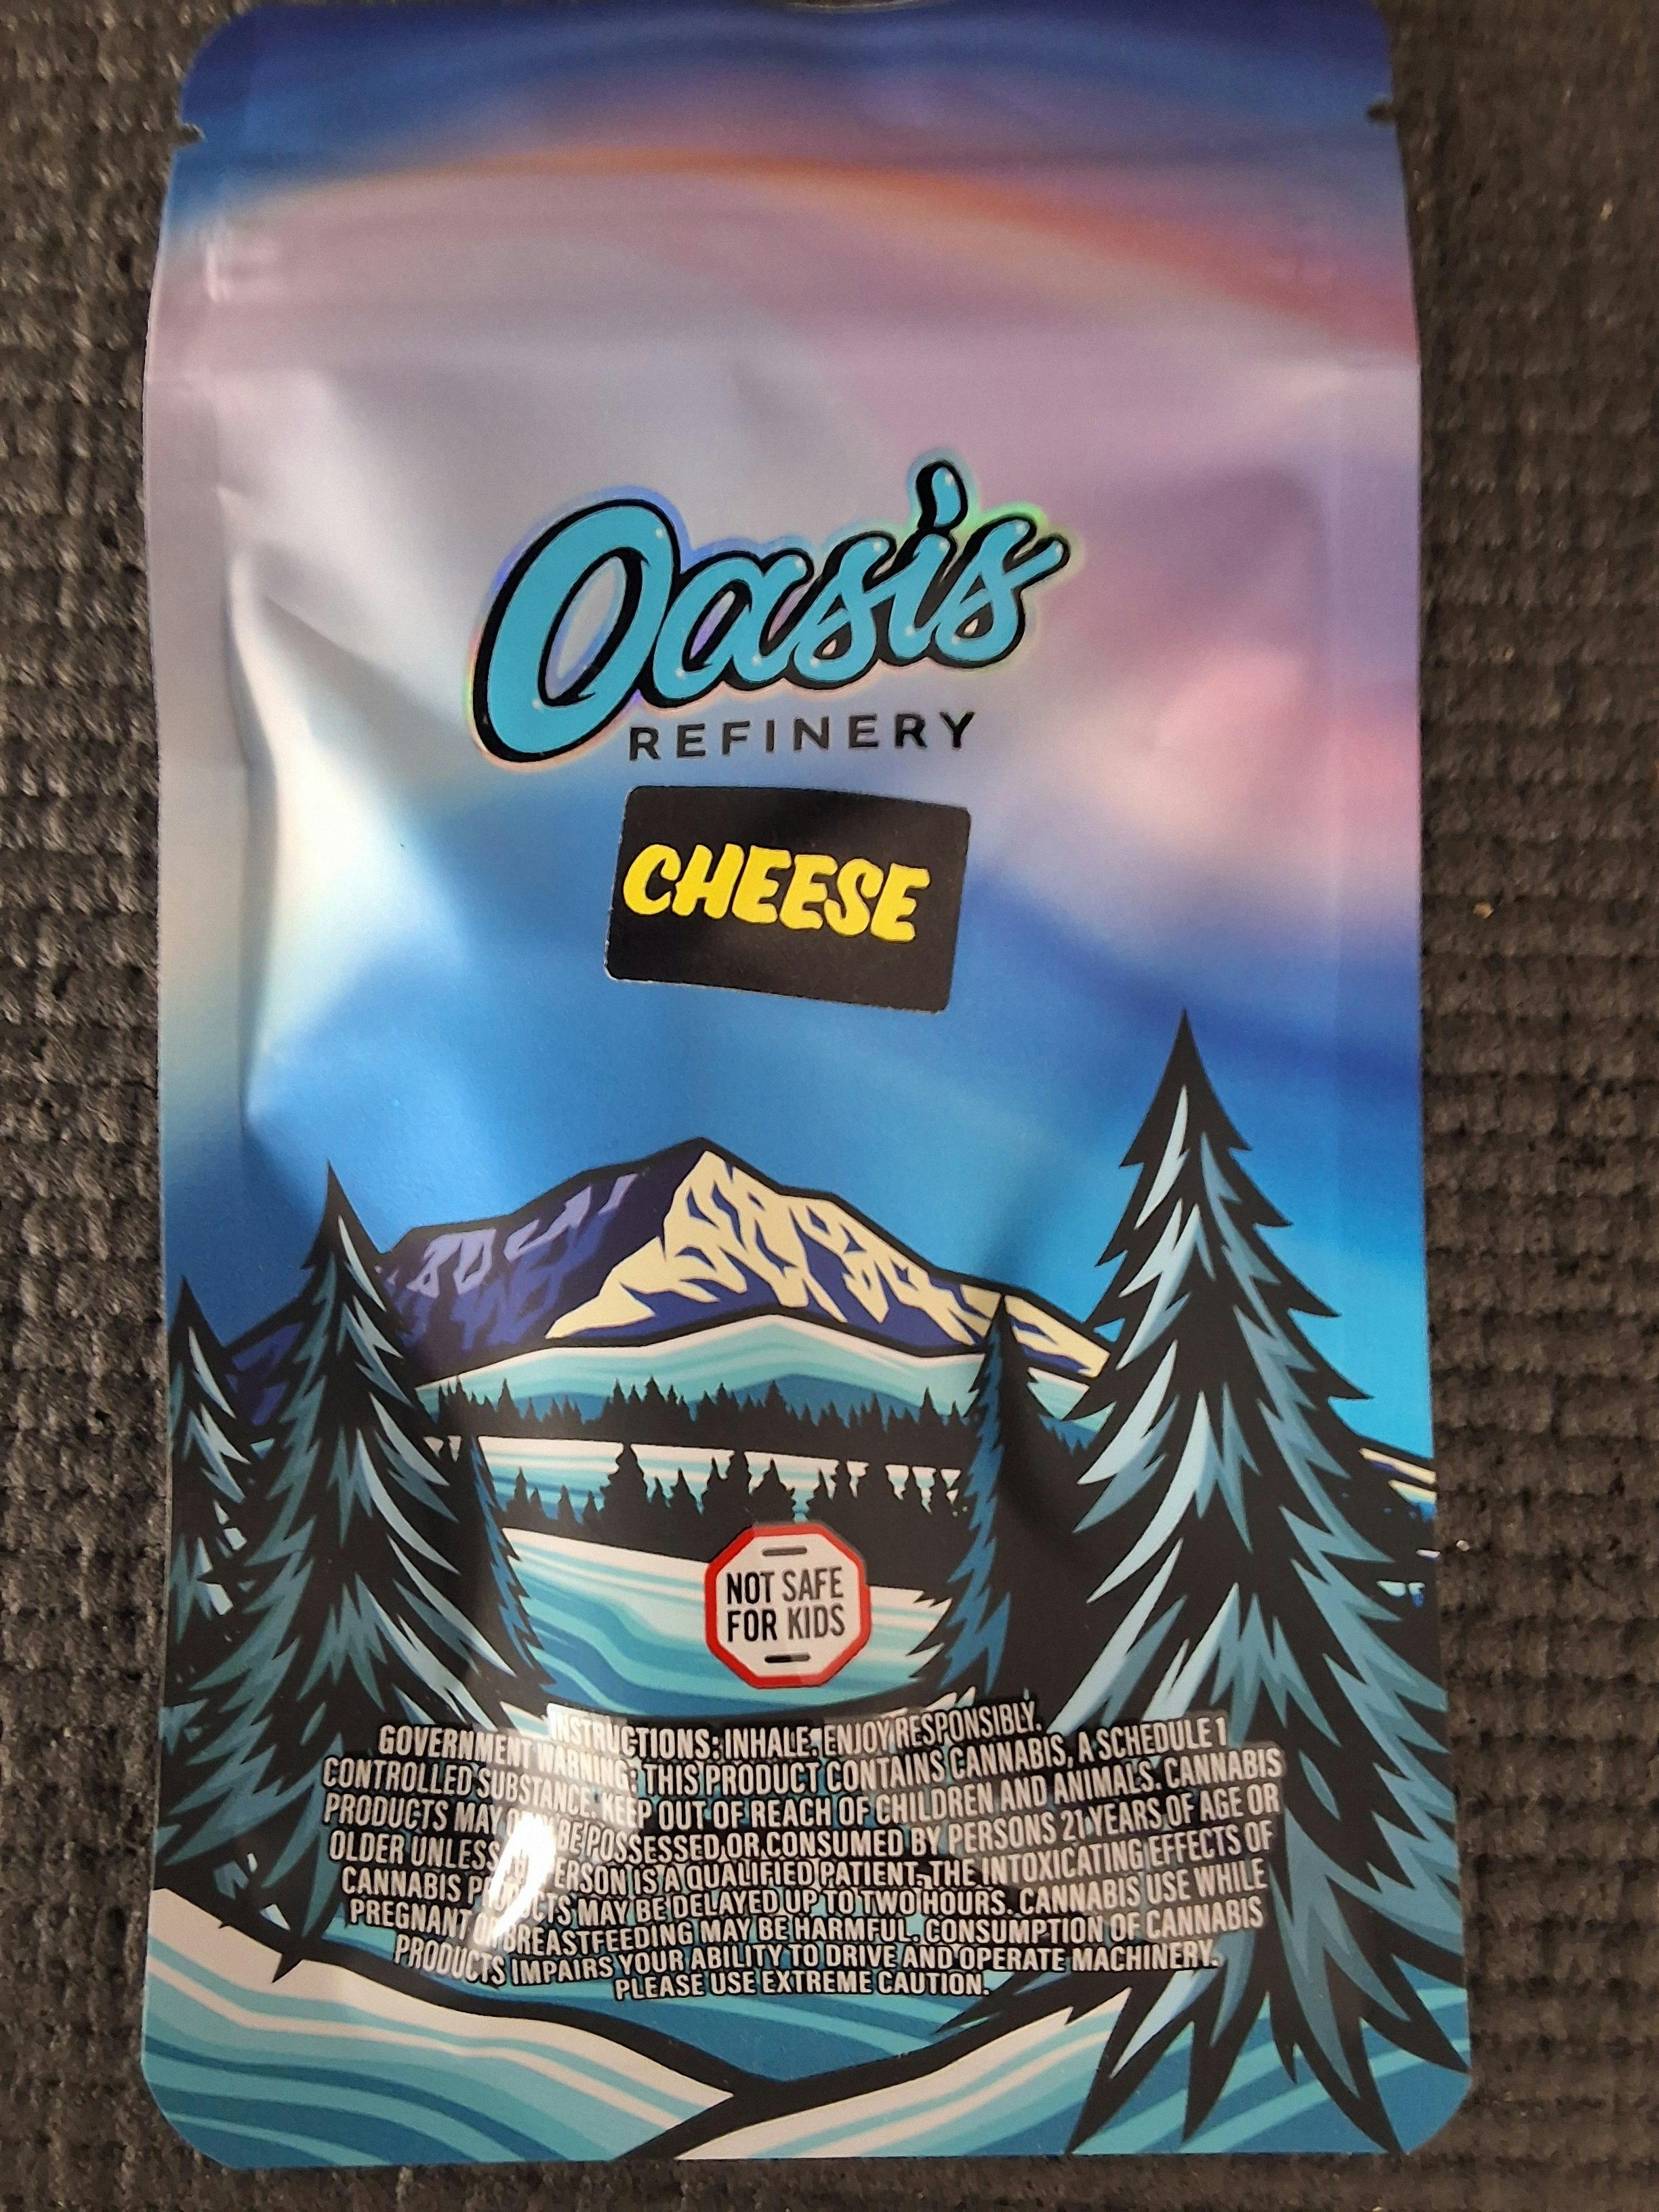 Oasis
REFINERY
CHEESE
NOT SAFE
FOR KIDS
INSTRUCTIONS: INHALE, ENJOY RESPONSIBLY.
GOVERNMENT WARNING: THIS PRODUCT CONTAINS CANNABIS, A SCHEDULE 1
CONTROLLED SUBSTANCE. KEEP OUT OF REACH OF CHILDREN AND ANIMALS. CANNABIS
PRODUCTS MAY BE POSSESSED OR CONSUMED BY PERSONS 21 YEARS OF AGE OR
OLDER UNLESS PERSON IS A QUALIFIED PATIENT. THE INTOXICATING EFFECTS OF
CANNABIS PRODUCTS MAY BE DELAYED UP TO TWO HOURS. CANNABIS USE WHILE
PREGNANT OR BREASTFEEDING MAY BE HARMFUL. CONSUMPTION OF CANNABIS
PRODUCTS IMPAIRS YOUR ABILITY TO DRIVE AND OPERATE MACHINERY.
PLEASE USE EXTREME CAUTION.